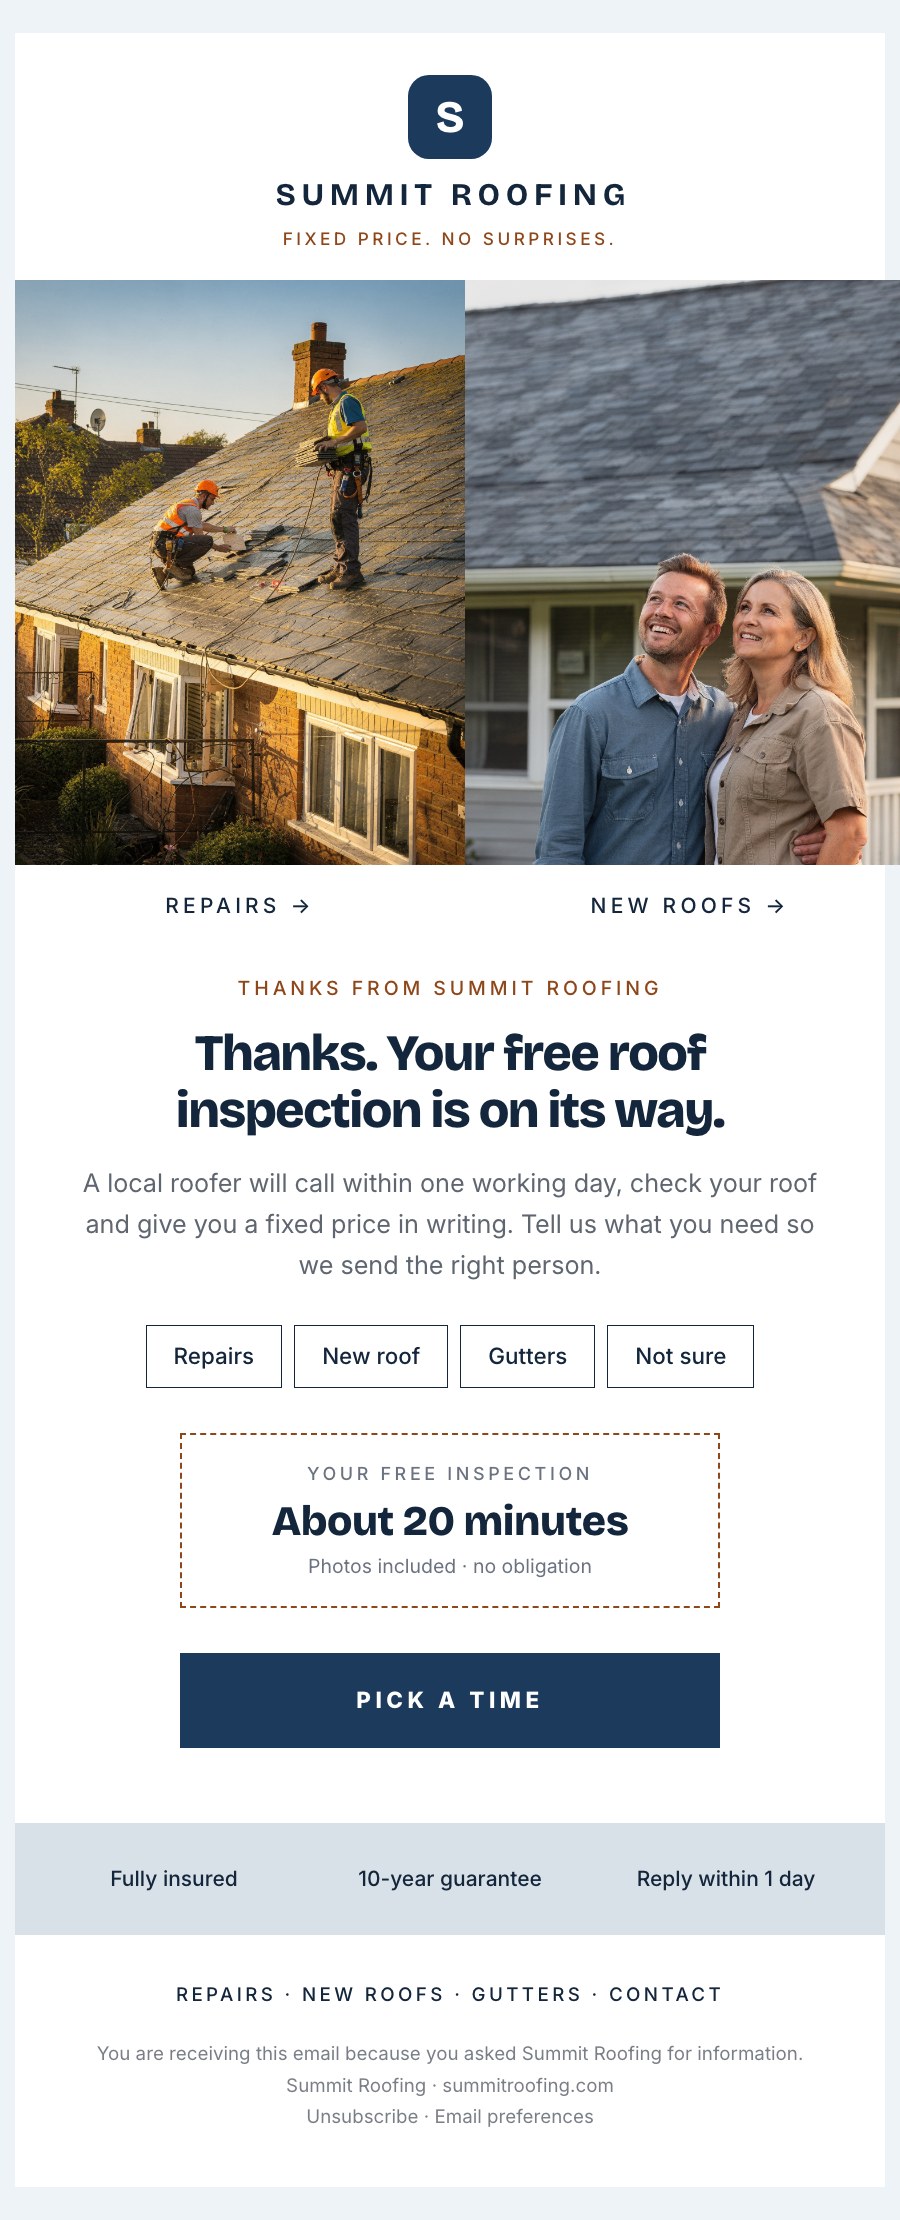 S
SUMMIT ROOFING
FIXED PRICE. NO SURPRISES.
REPAIRS →
NEW ROOFS →
THANKS FROM SUMMIT ROOFING
Thanks. Your free roof
inspection is on its way.
A local roofer will call within one working day, check your roof
and give you a fixed price in writing. Tell us what you need so
we send the right person.
Repairs
New roof
Gutters
Not sure
YOUR FREE INSPECTION
About 20 minutes
Photos included · no obligation
PICK A TIME
Fully insured
10-year guarantee
Reply within 1 day
REPAIRS · NEW ROOFS · GUTTERS · CONTACT
You are receiving this email because you asked Summit Roofing for information.
Summit Roofing · summitroofing.com
Unsubscribe · Email preferences